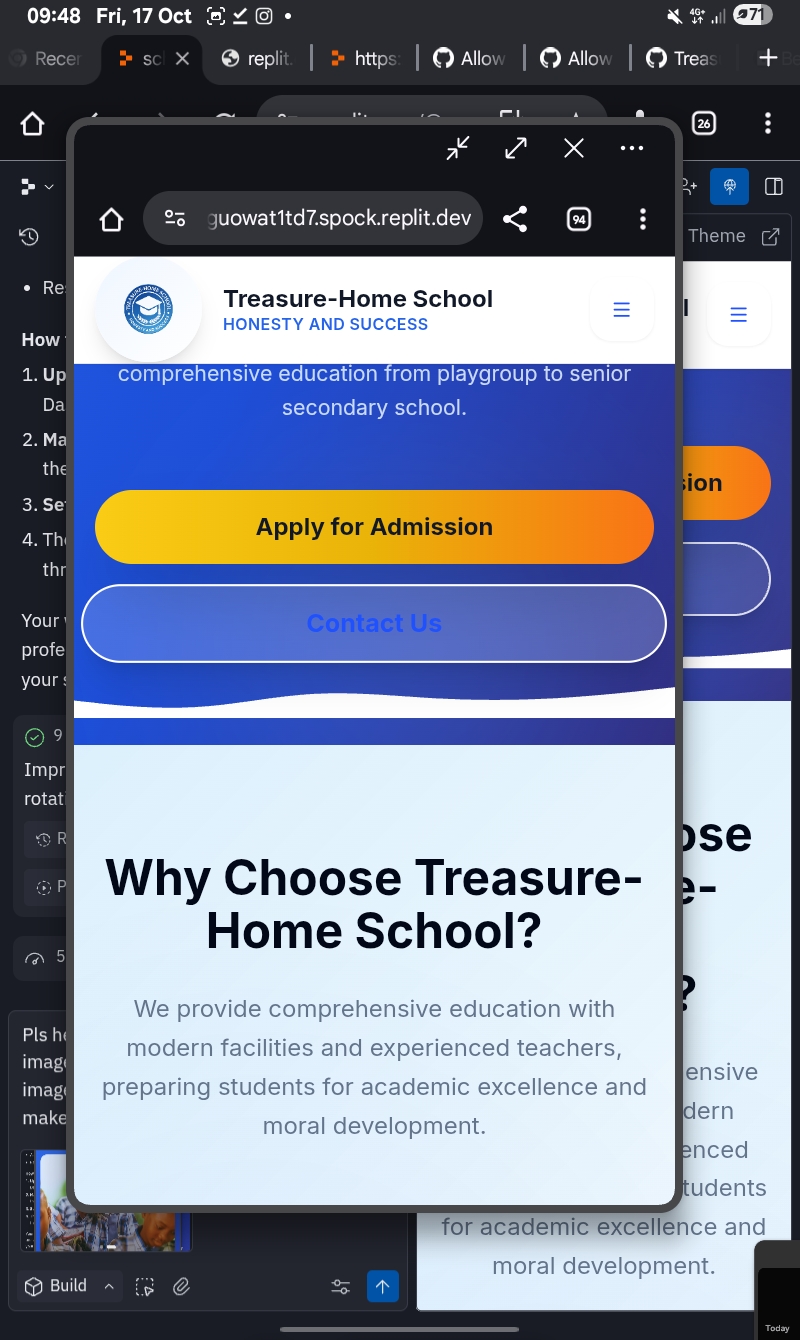 09:48 Fri, 17 Oct
4G+
71
Recen
sc
replit.
https:
Allow
Allow
Treas
26
Theme
guowat1td7.spock.replit.dev
94
Treasure-Home School
HONESTY AND SUCCESS
comprehensive education from playgroup to senior
secondary school.
Apply for Admission
Contact Us
Why Choose Treasure-
Home School?
We provide comprehensive education with
modern facilities and experienced teachers,
preparing students for academic excellence and
moral development.
Res
How
1. Up
Da
2. Ma
the
3. Set
4. The
thr
Your
profe
your s
9
Impr
rotati
R
P
5
Pls he
image
image
make
Build
l
sion
ose
e-
?
ensive
dern
enced
tudents
for academic excellence and
moral development.
Today